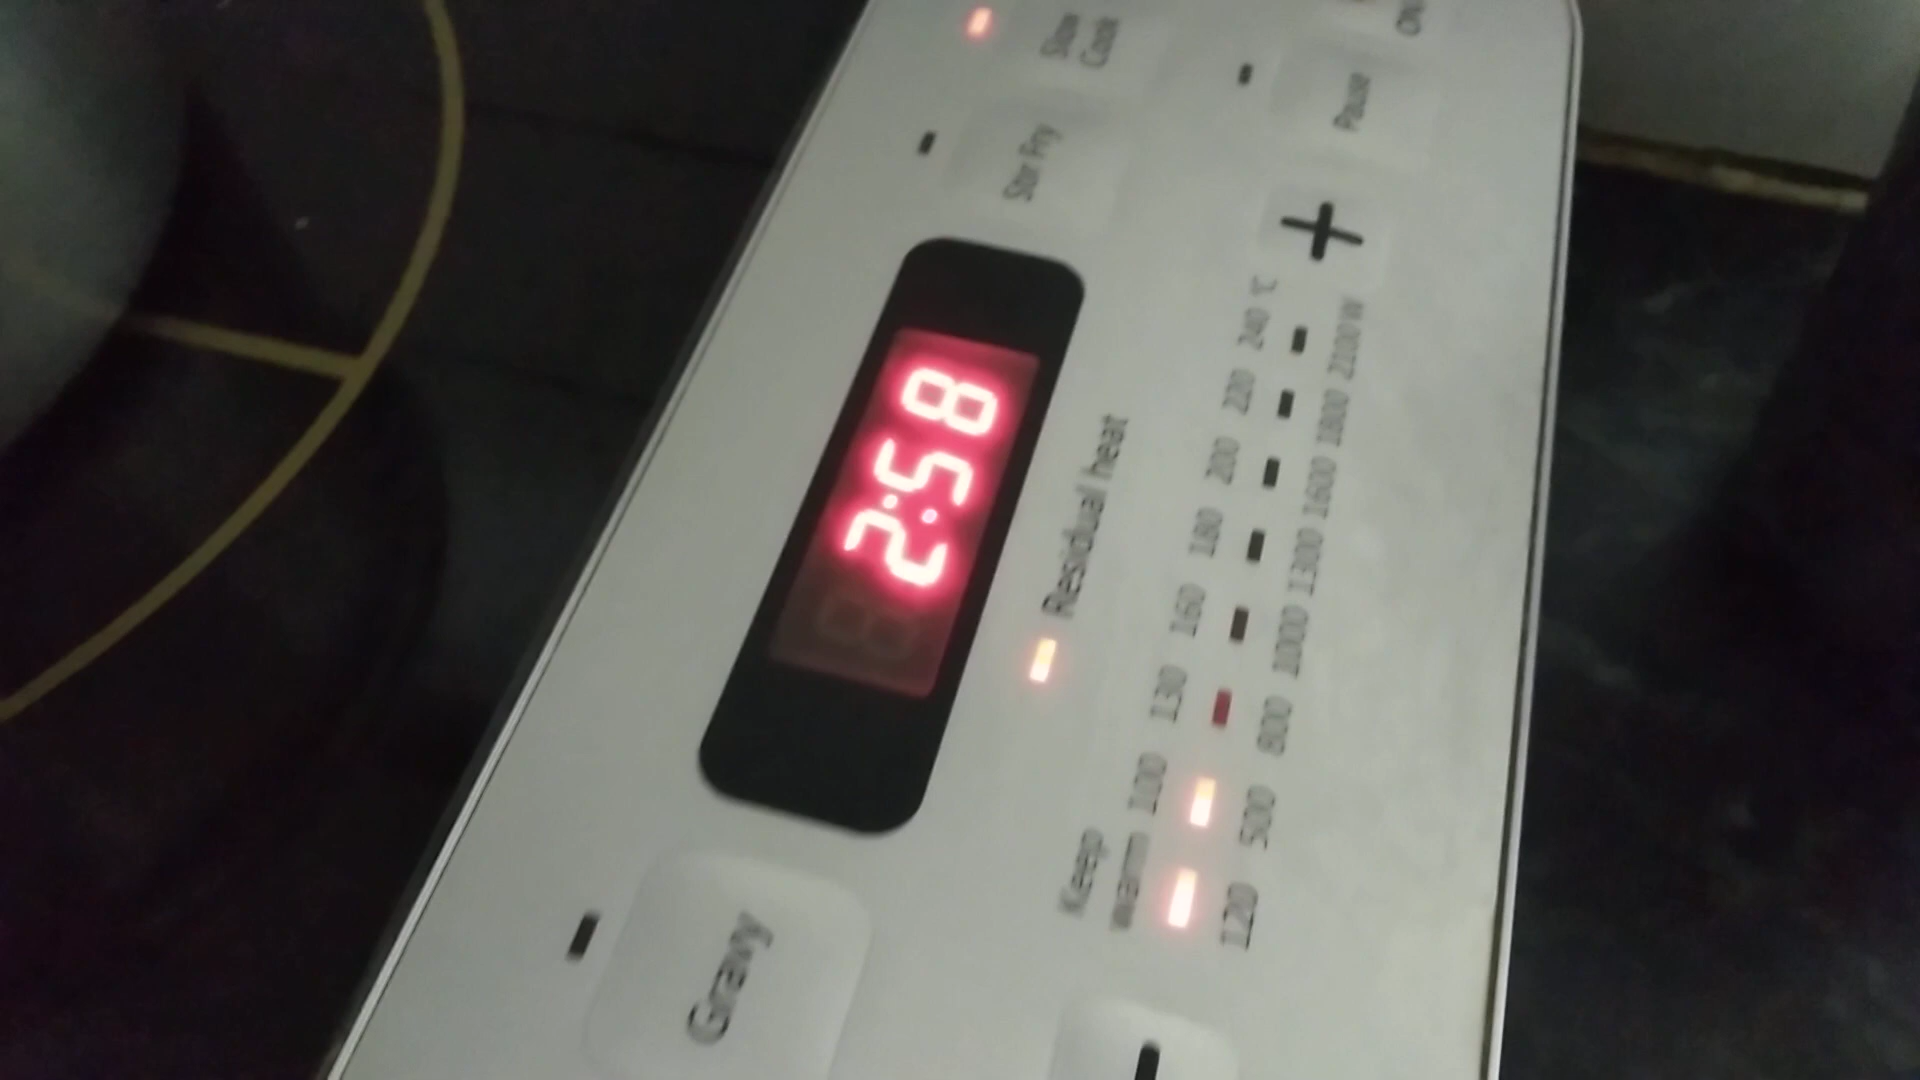 Gravy
2:58
Stir Fry
Slow
Cook
Residual heat
Keep
warm 100 130 160 180 200 220 240 °C
120 500 800 1000 1300 1600 1800 2100W
Pause